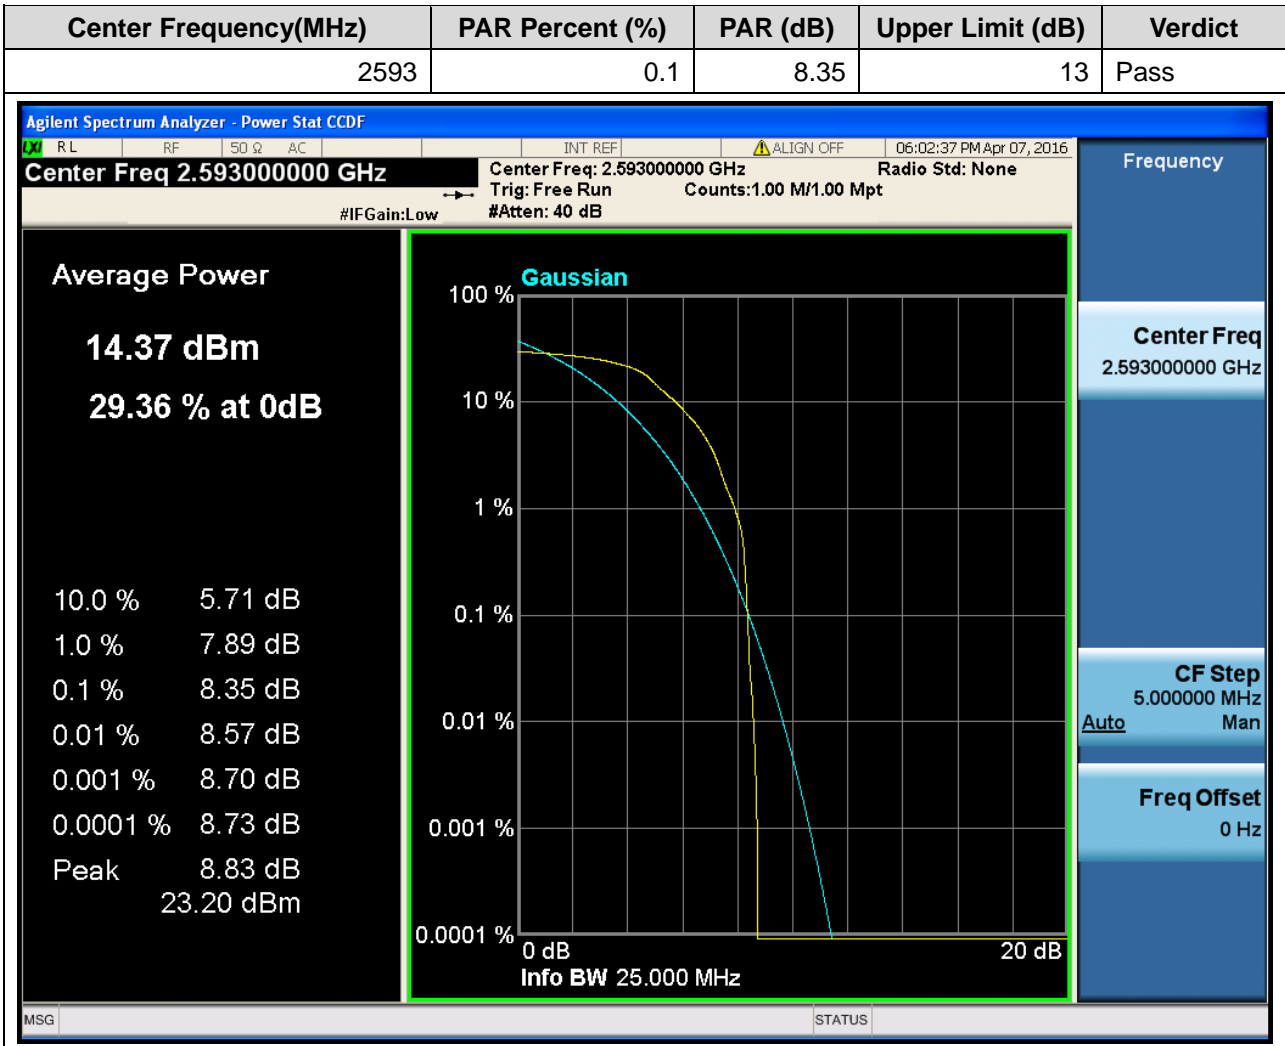 Center Frequency(MHz) PAR Percent (%) PAR (dB) Upper Limit (dB) Verdict
2593 0.1 8.35 13 Pass
Agilent Spectrum Analyzer - Power Stat CCDF
LXI RL RF 50 Ω AC INT REF ALIGN OFF 06:02:37 PM Apr 07, 2016
Center Freq 2.593000000 GHz
Center Freq: 2.593000000 GHz Radio Std: None
Trig: Free Run Counts:1.00 M/1.00 Mpt
#IFGain:Low #Atten: 40 dB
Frequency
Average Power
14.37 dBm
29.36 % at 0dB
10.0 % 5.71 dB
1.0 % 7.89 dB
0.1 % 8.35 dB
0.01 % 8.57 dB
0.001 % 8.70 dB
0.0001 % 8.73 dB
Peak 8.83 dB
23.20 dBm
Gaussian
100 %
10 %
1 %
0.1 %
0.01 %
0.001 %
0.0001 %
0 dB 20 dB
Info BW 25.000 MHz
Center Freq
2.593000000 GHz
CF Step
5.000000 MHz
Auto Man
Freq Offset
0 Hz
MSG STATUS